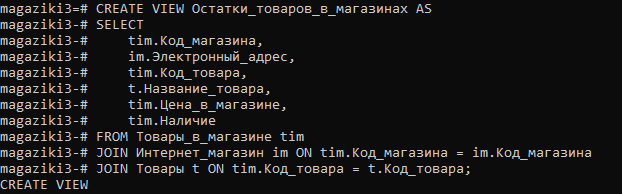 magaziki3=# CREATE VIEW Остатки_товаров_в_магазинах AS
magaziki3-# SELECT
magaziki3-#     tim.Код_магазина,
magaziki3-#     im.Электронный_адрес,
magaziki3-#     tim.Код_товара,
magaziki3-#     t.Название_товара,
magaziki3-#     tim.Цена_в_магазине,
magaziki3-#     tim.Наличие
magaziki3-# FROM Товары_в_магазине tim
magaziki3-# JOIN Интернет_магазин im ON tim.Код_магазина = im.Код_магазина
magaziki3-# JOIN Товары t ON tim.Код_товара = t.Код_товара;
CREATE VIEW